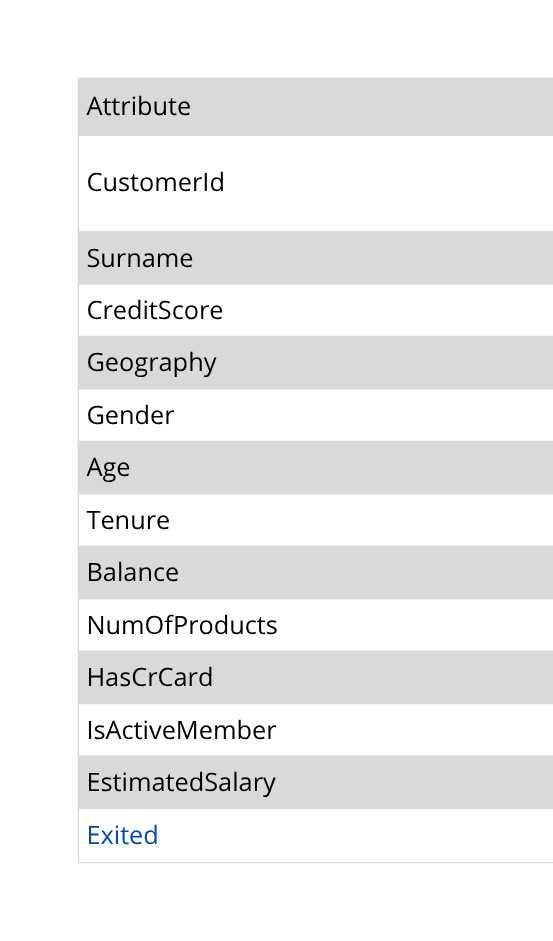 Attribute
CustomerId
Surname
CreditScore
Geography
Gender
Age
Tenure
Balance
NumOfProducts
HasCrCard
IsActiveMember
EstimatedSalary
Exited